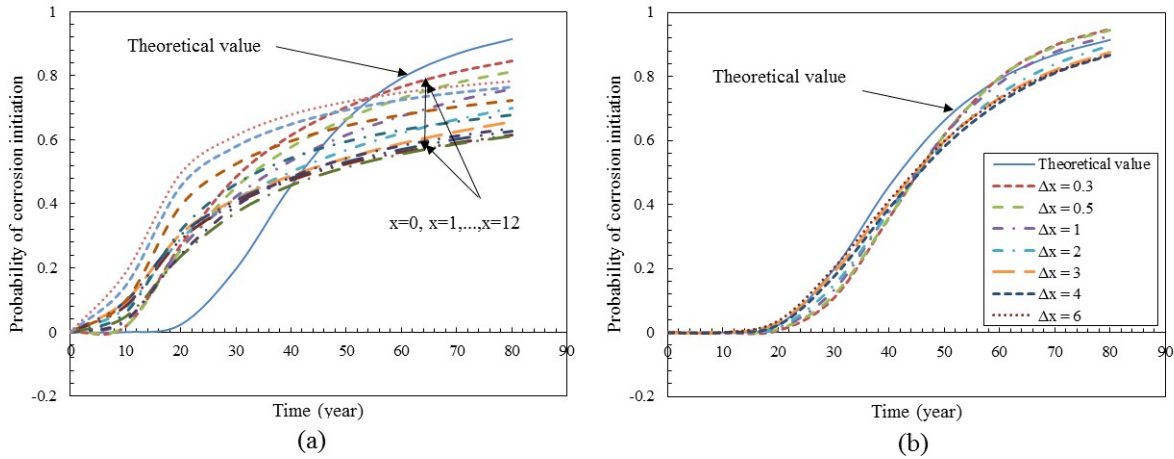 1
0.8
0.6
0.4
0.2
0
-0.2
Probability of corrosion initiation
Theoretical value
x=0, x=1,...,x=12
0 10 20 30 40 50 60 70 80 90
Time (year)
(a)
1
0.8
0.6
0.4
0.2
0
-0.2
Probability of corrosion initiation
Theoretical value
Theoretical value
Δx = 0.3
Δx = 0.5
Δx = 1
Δx = 2
Δx = 3
Δx = 4
Δx = 6
0 10 20 30 40 50 60 70 80 90
Time (year)
(b)